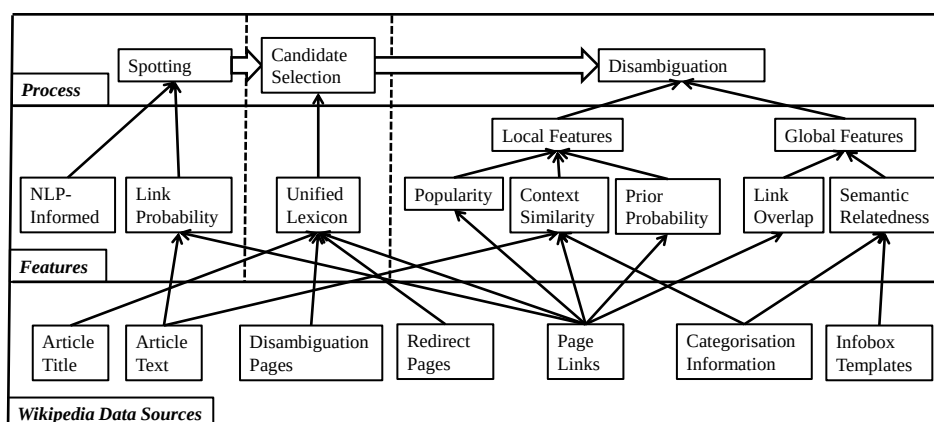 Spotting
Candidate
Selection
Disambiguation
Process
Local Features
Global Features
NLP-
Informed
Link
Probability
Unified
Lexicon
Popularity
Context
Similarity
Prior
Probability
Link
Overlap
Semantic
Relatedness
Features
Article
Title
Article
Text
Disambiguation
Pages
Redirect
Pages
Page
Links
Categorisation
Information
Infobox
Templates
Wikipedia Data Sources